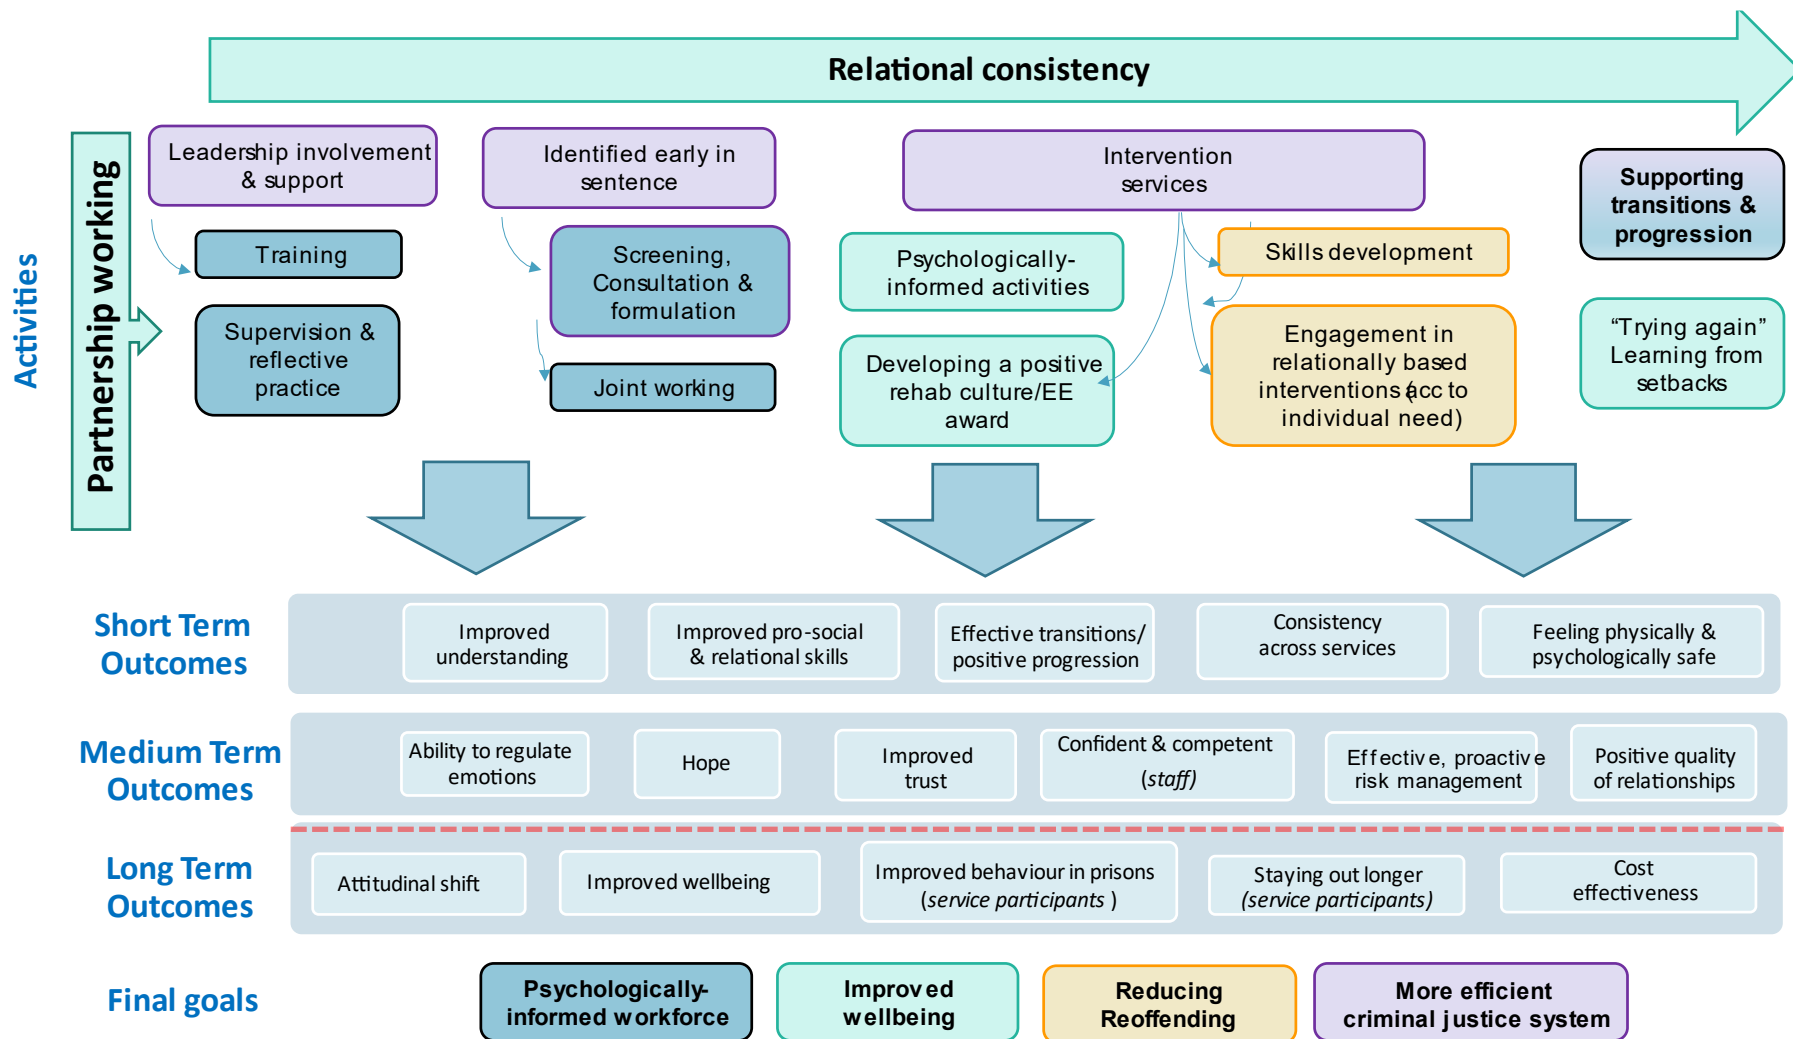 Relational consistency
Activities
Partnership working
Leadership involvement
& support
Training
Supervision &
reflective
practice
Identified early in
sentence
Screening,
Consultation &
formulation
Joint working
Intervention
services
Psychologically-
informed activities
Developing a positive
rehab culture/EE
award
Skills development
Engagement in
relationally based
interventions (acc to
individual need)
Supporting
transitions &
progression
“Trying again”
Learning from
setbacks
Short Term
Outcomes
Improved
understanding
Improved pro-social
& relational skills
Effective transitions/
positive progression
Consistency
across services
Feeling physically &
psychologically safe
Medium Term
Outcomes
Ability to regulate
emotions
Hope
Improved
trust
Confident & competent
(staff)
Effective, proactive
risk management
Positive quality
of relationships
Long Term
Outcomes
Attitudinal shift
Improved wellbeing
Improved behaviour in prisons
(service participants )
Staying out longer
(service participants)
Cost
effectiveness
Final goals
Psychologically-
informed workforce
Improved
wellbeing
Reducing
Reoffending
More efficient
criminal justice system